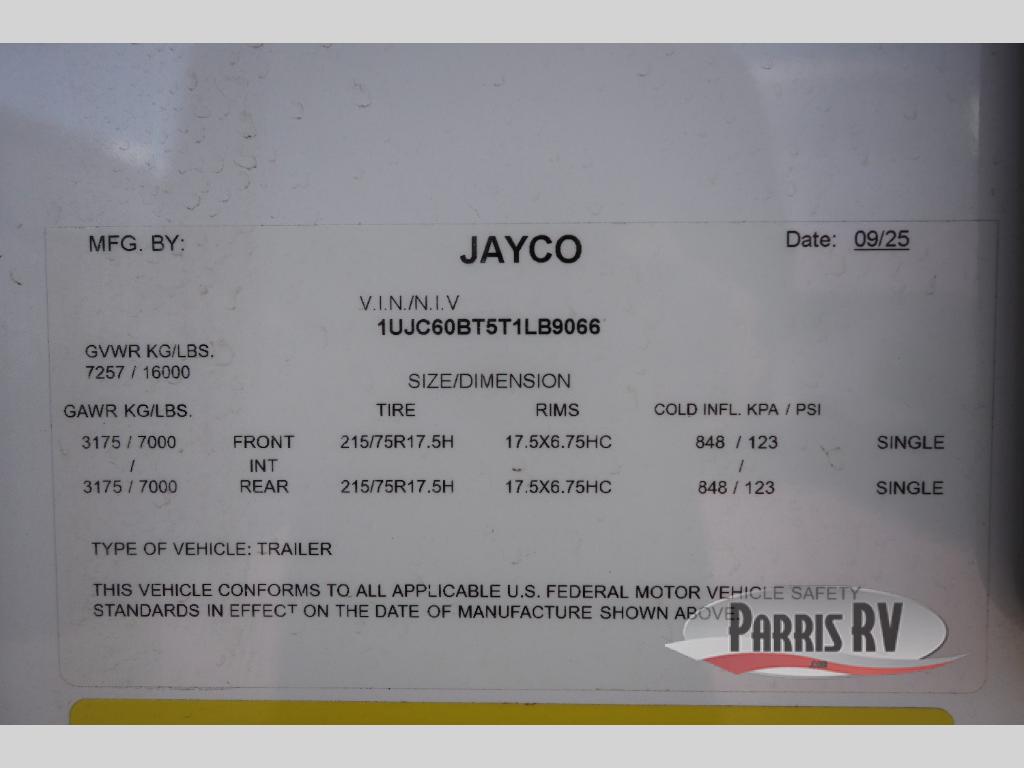 MFG. BY: JAYCO Date: 09/25
V.I.N./N.I.V
1UJC60BT5T1LB9066
GVWR KG/LBS.
7257 / 16000
SIZE/DIMENSION
GAWR KG/LBS. TIRE RIMS COLD INFL. KPA / PSI
3175 / 7000 FRONT 215/75R17.5H 17.5X6.75HC 848 / 123 SINGLE
/ INT /
3175 / 7000 REAR 215/75R17.5H 17.5X6.75HC 848 / 123 SINGLE
TYPE OF VEHICLE: TRAILER
THIS VEHICLE CONFORMS TO ALL APPLICABLE U.S. FEDERAL MOTOR VEHICLE SAFETY
STANDARDS IN EFFECT ON THE DATE OF MANUFACTURE SHOWN ABOVE.
PARRIS RV
.com